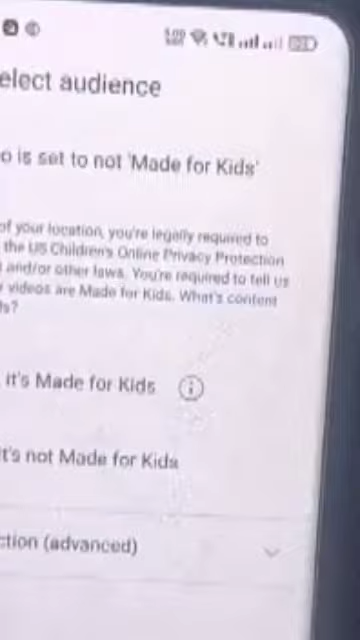 elect audience
o is set to not 'Made for Kids'
of your location, you're legally required to
the US Children's Online Privacy Protection
and/or other laws. You're required to tell us
videos are Made for Kids. What's content
ds?
it's Made for Kids
t's not Made for Kids
ction (advanced)